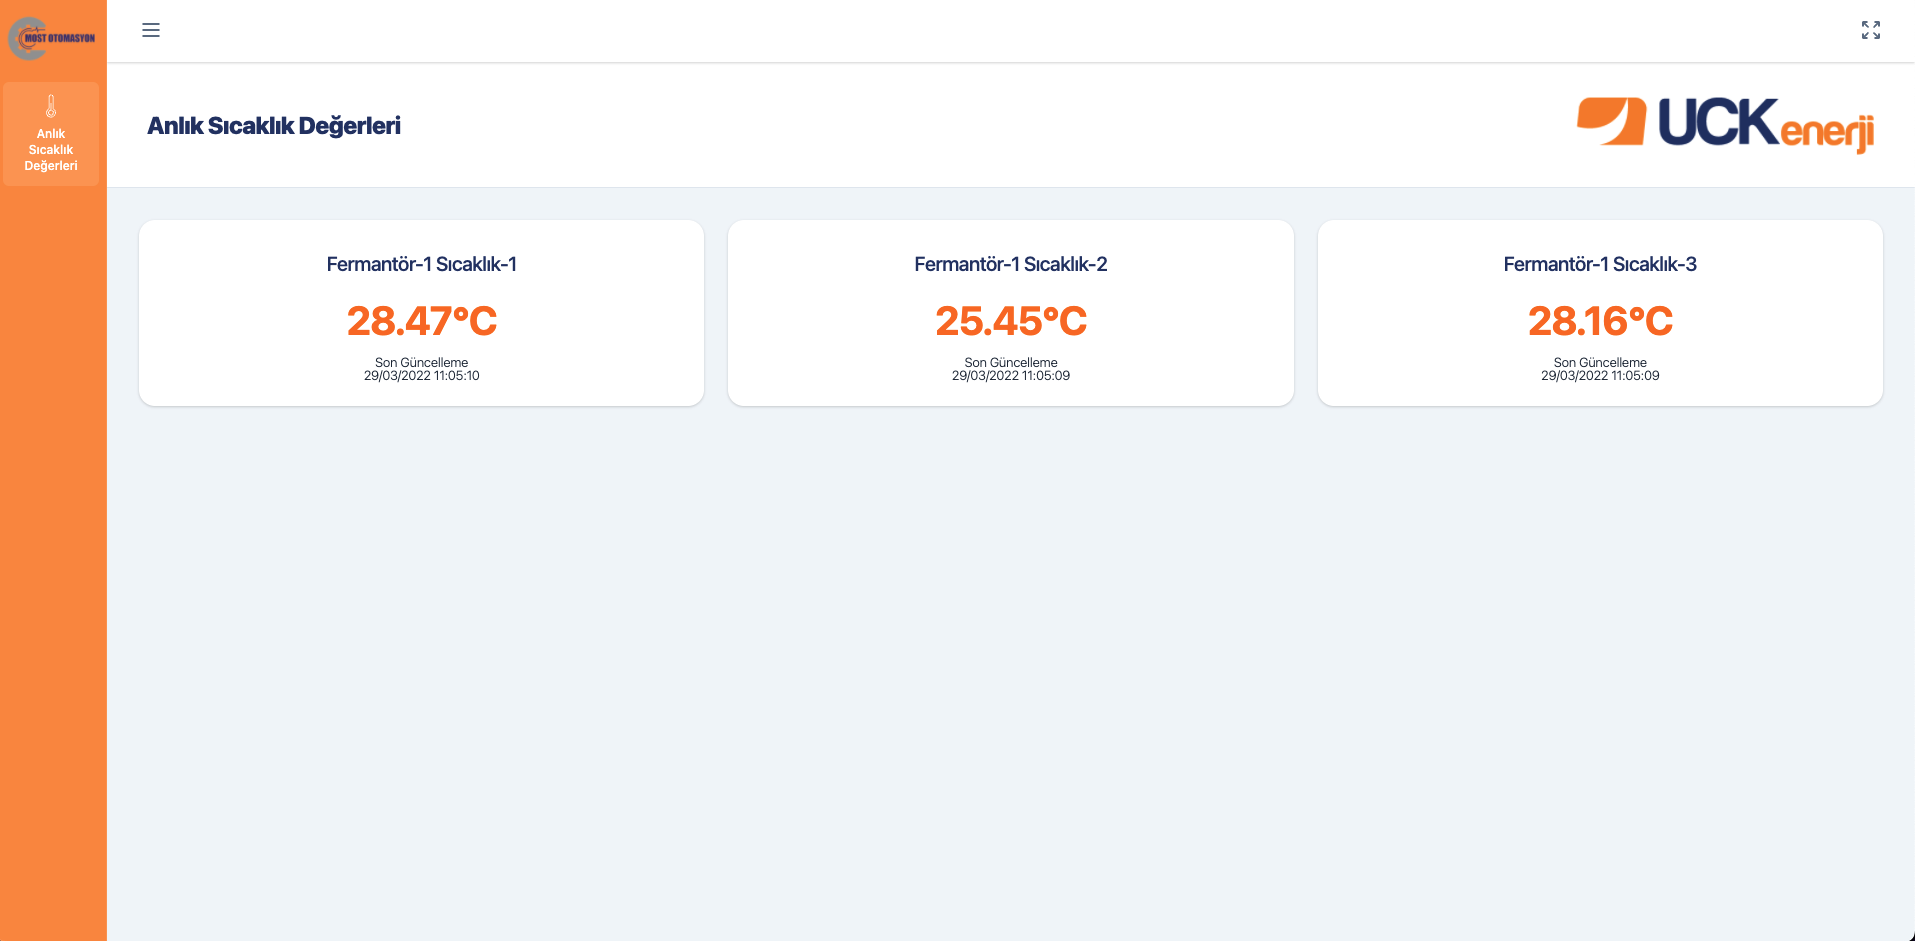 MOST OTOMASYON
Anlık
Sıcaklık
Değerleri
Anlık Sıcaklık Değerleri
UCKenerji
Fermantör-1 Sıcaklık-1
28.47°C
Son Güncelleme
29/03/2022 11:05:10
Fermantör-1 Sıcaklık-2
25.45°C
Son Güncelleme
29/03/2022 11:05:09
Fermantör-1 Sıcaklık-3
28.16°C
Son Güncelleme
29/03/2022 11:05:09